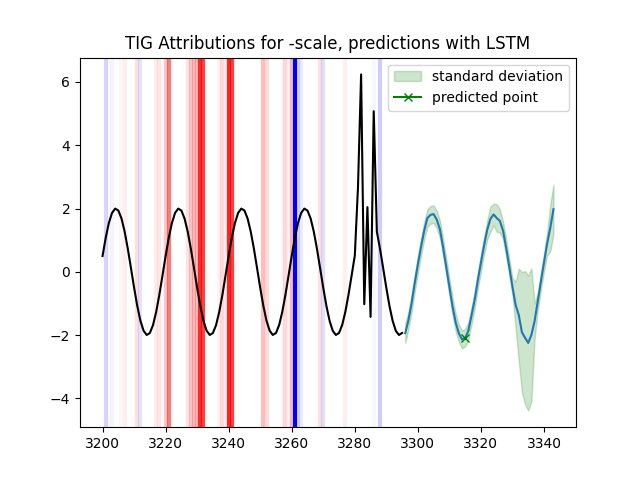 TIG Attributions for -scale, predictions with LSTM
standard deviation
predicted point
6
4
2
0
−2
−4
3200 3220 3240 3260 3280 3300 3320 3340